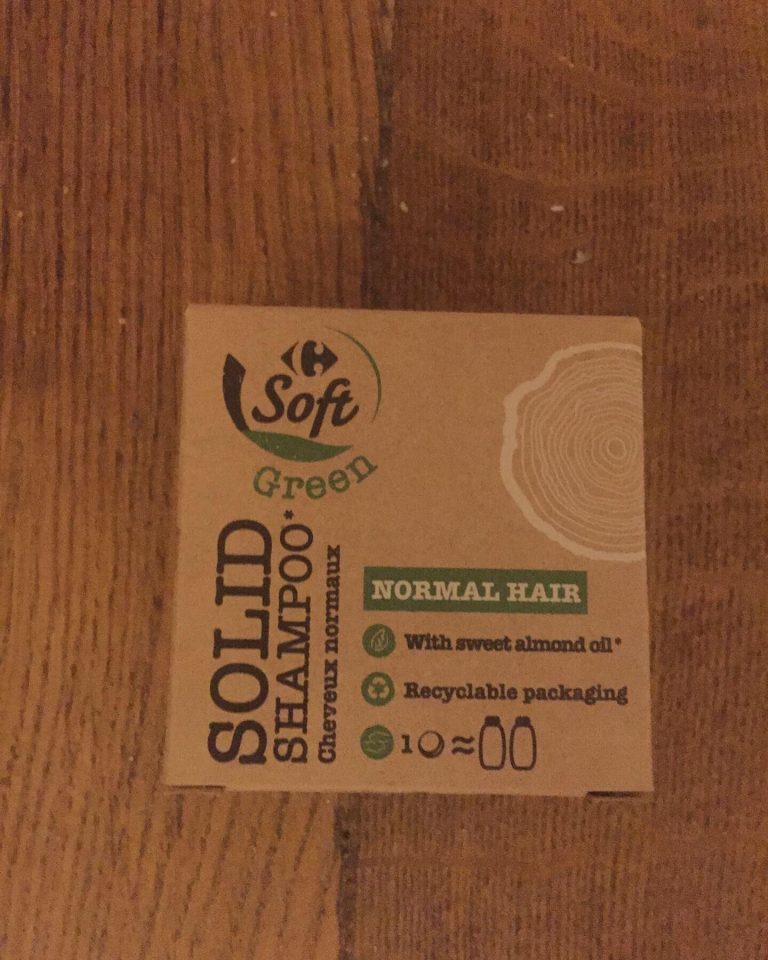 Soft
Green
SOLID
SHAMPOO*
Cheveux normaux
NORMAL HAIR
With sweet almond oil*
Recyclable packaging
1 ≈